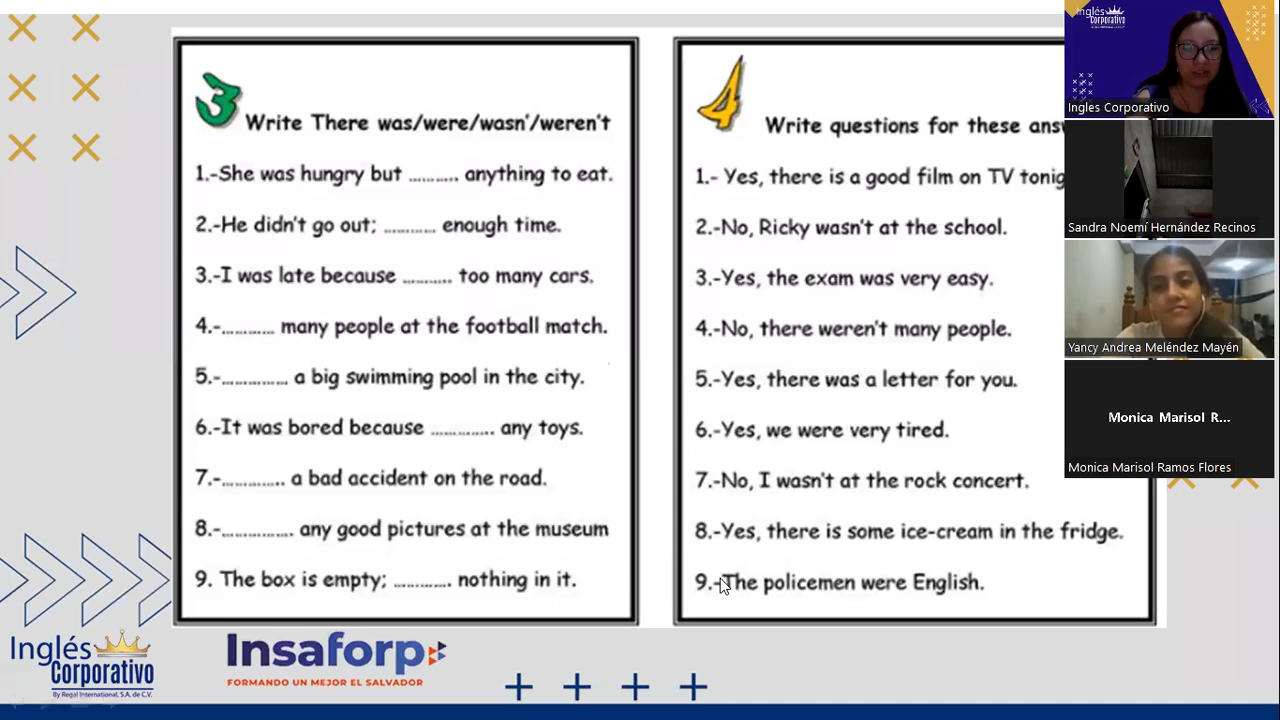 3
Write There was/were/wasn'/weren't
1.-She was hungry but ........... anything to eat.
2.-He didn't go out; ............ enough time.
3.-I was late because ........... too many cars.
4.-............ many people at the football match.
5.-............... a big swimming pool in the city.
6.-It was bored because .............. any toys.
7.-.............. a bad accident on the road.
8.-................ any good pictures at the museum
9. The box is empty; ............. nothing in it.
4
Write questions for these
1.- Yes, there is a good film on TV
2.-No, Ricky wasn't at the school.
3.-Yes, the exam was very easy.
4.-No, there weren't many people.
5.-Yes, there was a letter for you.
6.-Yes, we were very tired.
7.-No, I wasn't at the rock concert.
8.-Yes, there is some ice-cream in the fridge.
9.-The policemen were English.
Inglés
Corporativo
Ingles Corporativo
Sandra Noemí Hernández Recinos
Yancy Andrea Meléndez Mayén
Monica Marisol R...
Monica Marisol Ramos Flores
Inglés
Corporativo
By Regal International, S.A. de C.V.
Insaforp
FORMANDO UN MEJOR EL SALVADOR